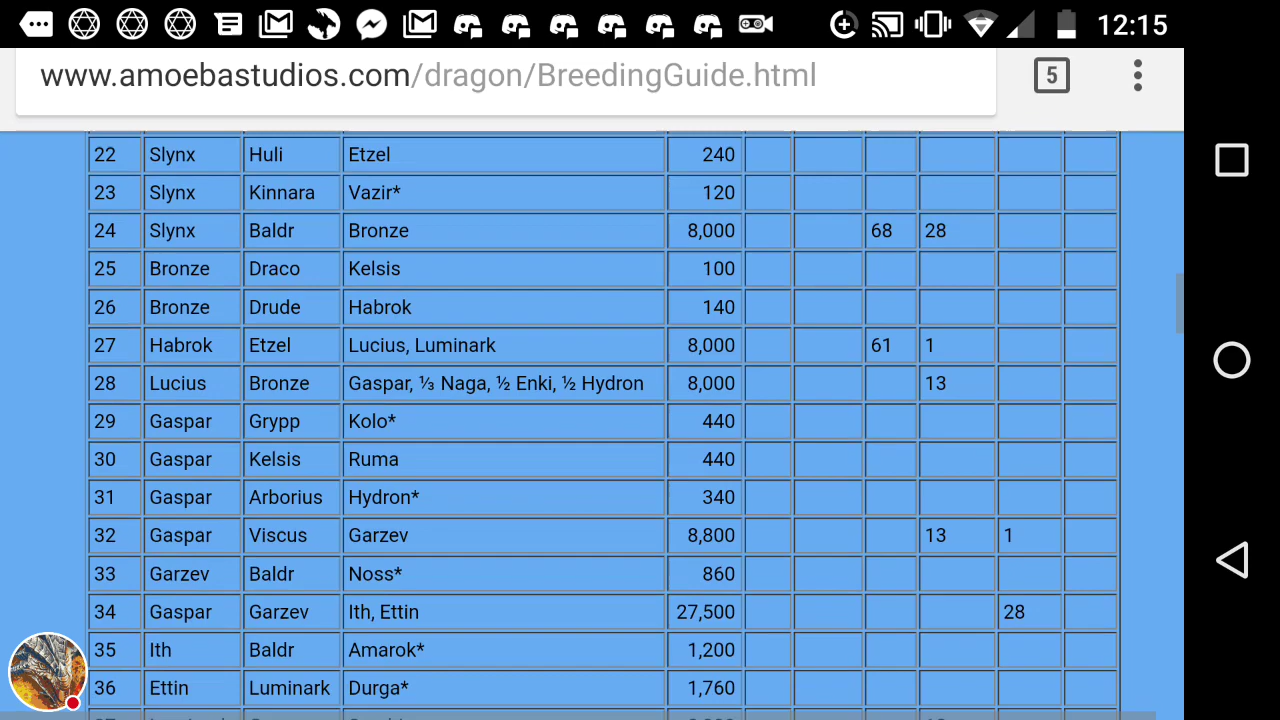 12:15
www.amoebastudios.com/dragon/BreedingGuide.html
5
22 Slynx Huli Etzel 240
23 Slynx Kinnara Vazir* 120
24 Slynx Baldr Bronze 8,000 68 28
25 Bronze Draco Kelsis 100
26 Bronze Drude Habrok 140
27 Habrok Etzel Lucius, Luminark 8,000 61 1
28 Lucius Bronze Gaspar, ⅓ Naga, ½ Enki, ½ Hydron 8,000 13
29 Gaspar Grypp Kolo* 440
30 Gaspar Kelsis Ruma 440
31 Gaspar Arborius Hydron* 340
32 Gaspar Viscus Garzev 8,800 13 1
33 Garzev Baldr Noss* 860
34 Gaspar Garzev Ith, Ettin 27,500 28
35 Ith Baldr Amarok* 1,200
36 Ettin Luminark Durga* 1,760